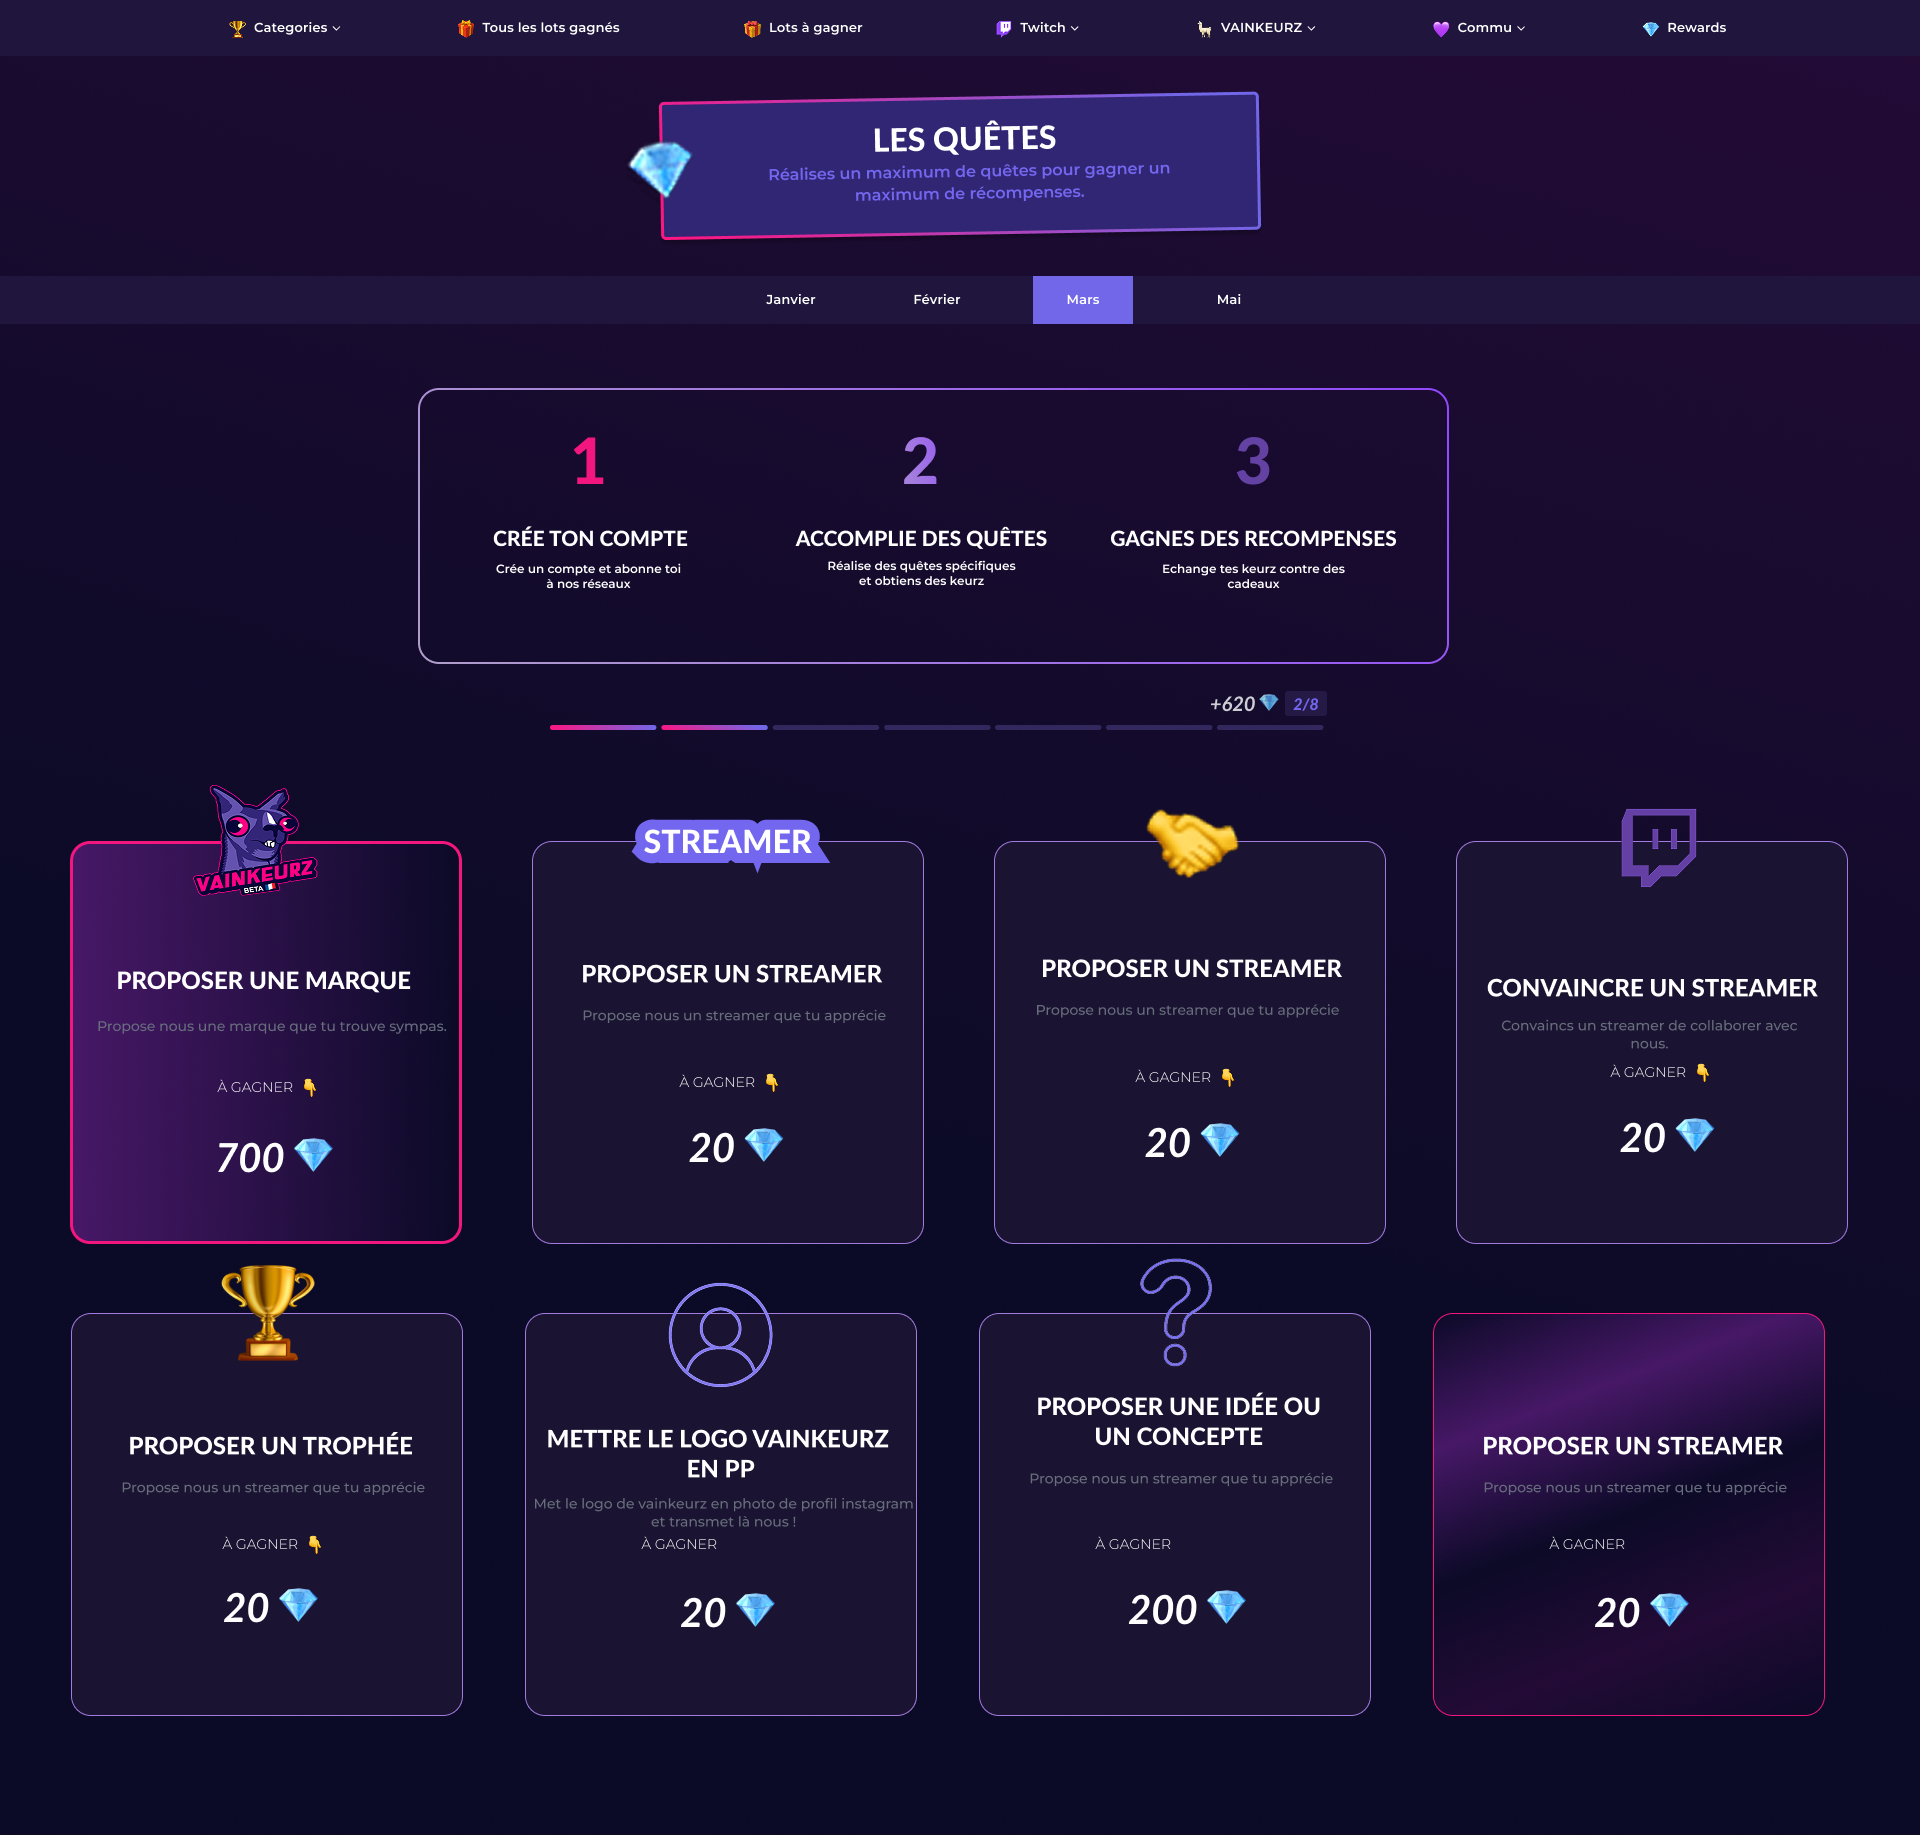 Categories
Tous les lots gagnés
Lots à gagner
Twitch
VAINKEURZ
Commu
Rewards
LES QUÊTES
Réalises un maximum de quêtes pour gagner un
maximum de récompenses.
Janvier
Février
Mars
Mai
1
CRÉE TON COMPTE
Crée un compte et abonne toi
à nos réseaux
2
ACCOMPLIE DES QUÊTES
Réalise des quêtes spécifiques
et obtiens des keurz
3
GAGNES DES RECOMPENSES
Echange tes keurz contre des
cadeaux
+620
2/8
VAINKEURZ
BETA
PROPOSER UNE MARQUE
Propose nous une marque que tu trouve sympas.
À GAGNER
700
STREAMER
PROPOSER UN STREAMER
Propose nous un streamer que tu apprécie
À GAGNER
20
PROPOSER UN STREAMER
Propose nous un streamer que tu apprécie
À GAGNER
20
CONVAINCRE UN STREAMER
Convaincs un streamer de collaborer avec
nous.
À GAGNER
20
PROPOSER UN TROPHÉE
Propose nous un streamer que tu apprécie
À GAGNER
20
METTRE LE LOGO VAINKEURZ
EN PP
Met le logo de vainkeurz en photo de profil instagram
et transmet là nous !
À GAGNER
20
?
PROPOSER UNE IDÉE OU
UN CONCEPTE
Propose nous un streamer que tu apprécie
À GAGNER
200
PROPOSER UN STREAMER
Propose nous un streamer que tu apprécie
À GAGNER
20